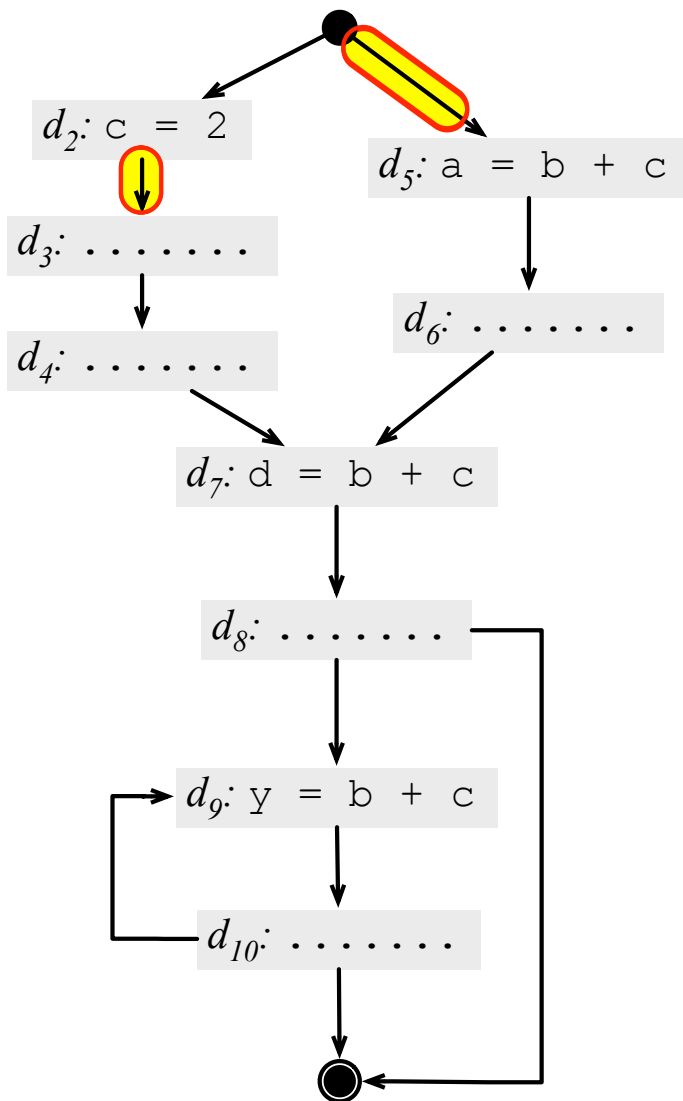 d2: c = 2
d5: a = b + c
d3: .......
d6: .......
d4: .......
d7: d = b + c
d8: .......
d9: y = b + c
d10: .......